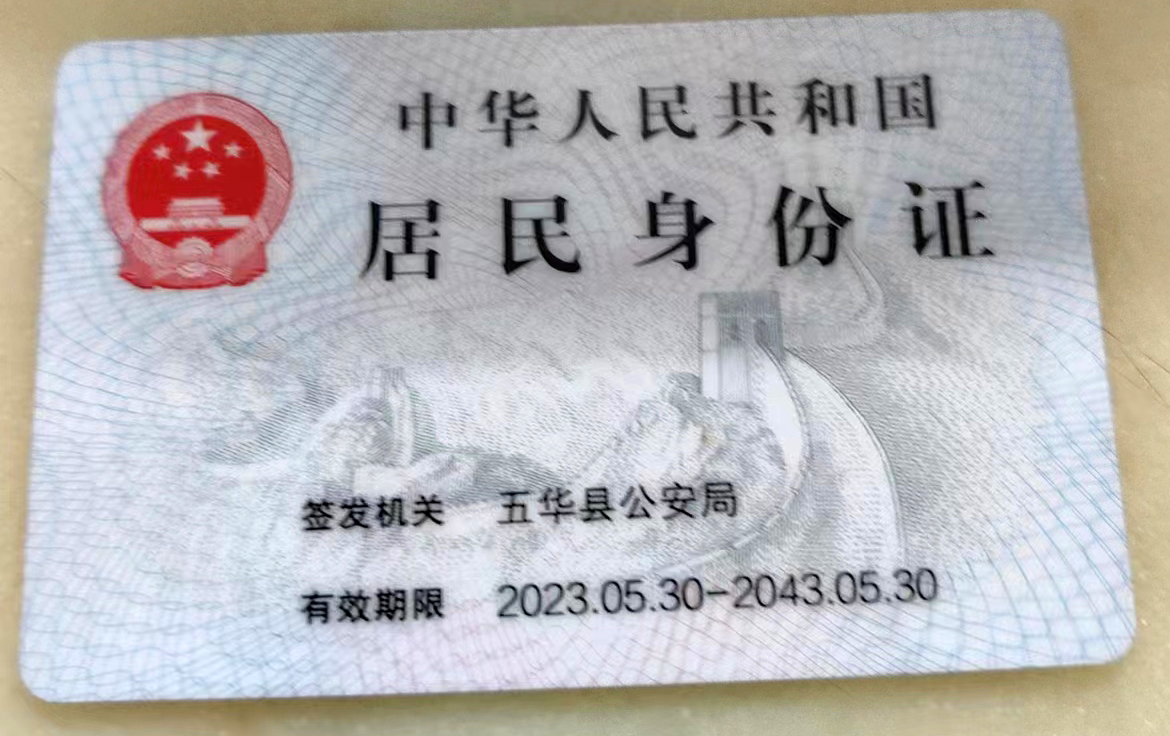 中华人民共和国
居民身份证
签发机关 五华县公安局
有效期限 2023.05.30-2043.05.30